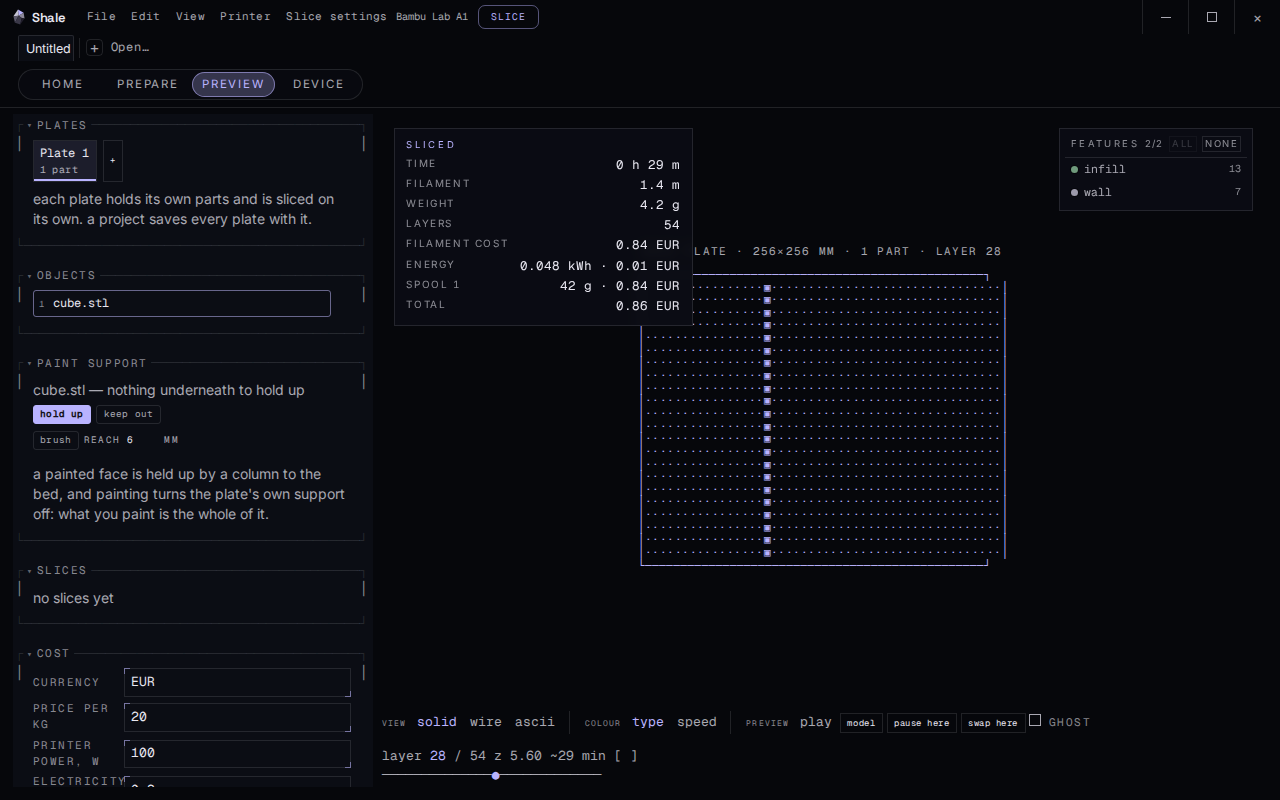 Shale File Edit View Printer Slice settings Bambu Lab A1 SLICE
Untitled + Open…
HOME PREPARE PREVIEW DEVICE
PLATES
Plate 1
1 part
+
each plate holds its own parts and is sliced on
its own. a project saves every plate with it.
OBJECTS
1 cube.stl
PAINT SUPPORT
cube.stl — nothing underneath to hold up
hold up keep out
brush REACH 6 MM
a painted face is held up by a column to the
bed, and painting turns the plate's own support
off: what you paint is the whole of it.
SLICES
no slices yet
COST
CURRENCY EUR
PRICE PER KG 20
PRINTER POWER, W 100
ELECTRICITY
SLICED
TIME 0 h 29 m
FILAMENT 1.4 m
WEIGHT 4.2 g
LAYERS 54
FILAMENT COST 0.84 EUR
ENERGY 0.048 kWh · 0.01 EUR
SPOOL 1 42 g · 0.84 EUR
TOTAL 0.86 EUR
LATE · 256×256 MM · 1 PART · LAYER 28
FEATURES 2/2 ALL NONE
infill 13
wall 7
VIEW solid wire ascii COLOUR type speed PREVIEW play model pause here swap here GHOST
layer 28 / 54 z 5.60 ~29 min [ ]